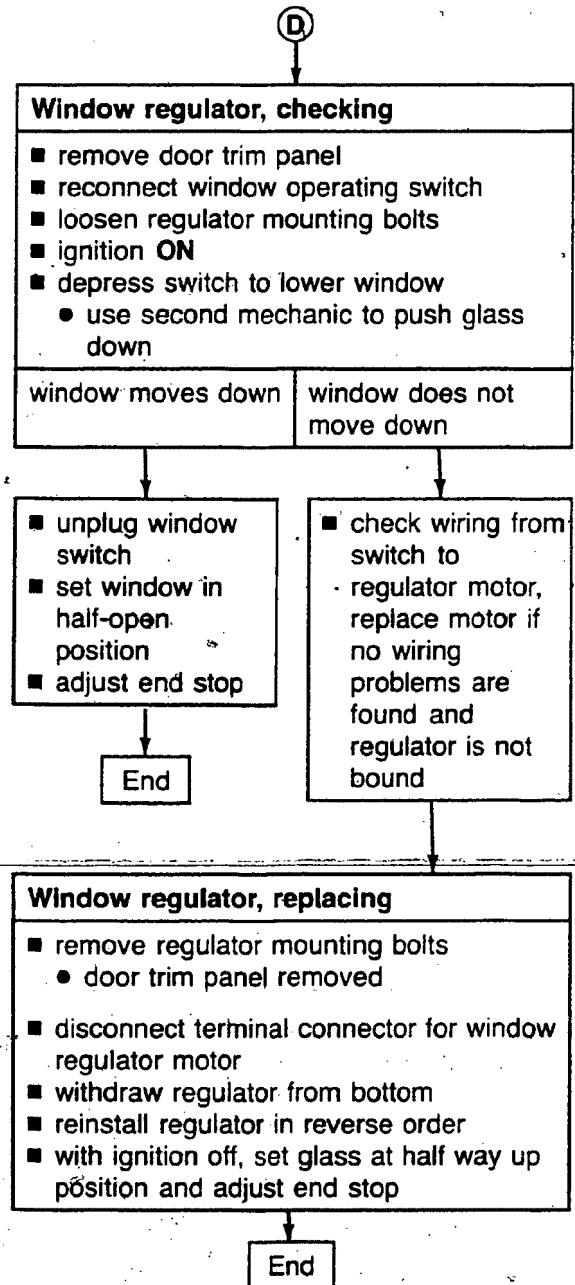 D
Window regulator, checking
■ remove door trim panel
■ reconnect window operating switch
■ loosen regulator mounting bolts
■ ignition ON
■ depress switch to lower window
● use second mechanic to push glass
down
window moves down
window does not
move down
■ unplug window
switch
■ set window in
half-open
position
■ adjust end stop
End
■ check wiring from
switch to
regulator motor,
replace motor if
no wiring
problems are
found and
regulator is not
bound
Window regulator, replacing
■ remove regulator mounting bolts
● door trim panel removed
■ disconnect terminal connector for window
regulator motor
■ withdraw regulator from bottom
■ reinstall regulator in reverse order
■ with ignition off, set glass at half way up
position and adjust end stop
End